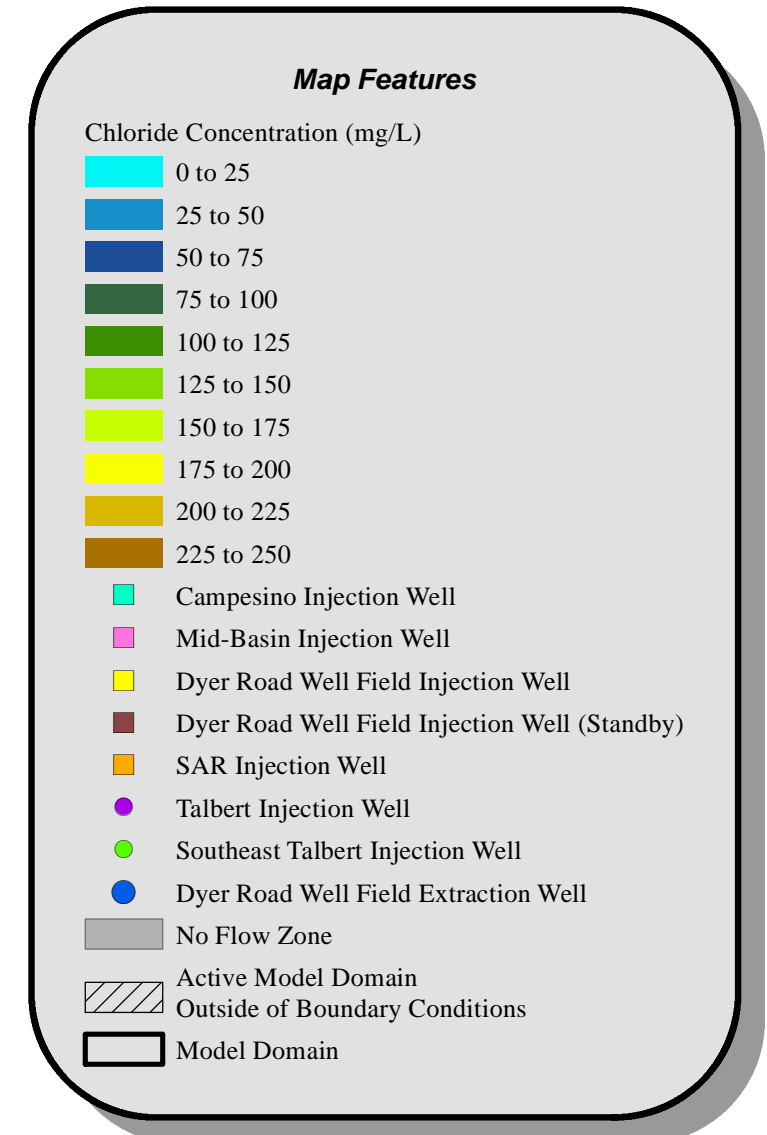 Map Features
Chloride Concentration (mg/L)
0 to 25
25 to 50
50 to 75
75 to 100
100 to 125
125 to 150
150 to 175
175 to 200
200 to 225
225 to 250
Campesino Injection Well
Mid-Basin Injection Well
Dyer Road Well Field Injection Well
Dyer Road Well Field Injection Well (Standby)
SAR Injection Well
Talbert Injection Well
Southeast Talbert Injection Well
Dyer Road Well Field Extraction Well
No Flow Zone
Active Model Domain
Outside of Boundary Conditions
Model Domain